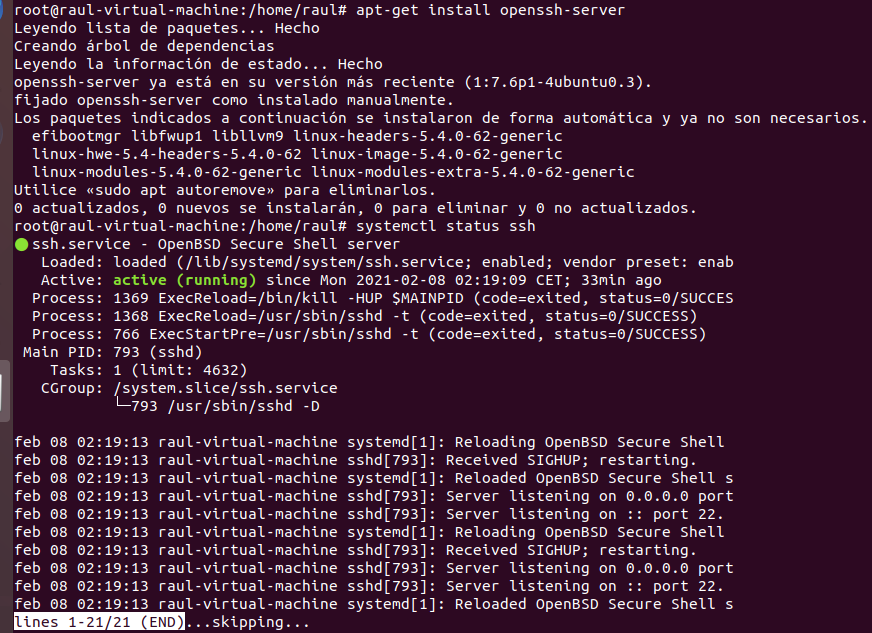 root@raul-virtual-machine:/home/raul# apt-get install openssh-server
Leyendo lista de paquetes... Hecho
Creando árbol de dependencias
Leyendo la información de estado... Hecho
openssh-server ya está en su versión más reciente (1:7.6p1-4ubuntu0.3).
fijado openssh-server como instalado manualmente.
Los paquetes indicados a continuación se instalaron de forma automática y ya no son necesarios.
  efibootmgr libfwup1 libllvm9 linux-headers-5.4.0-62-generic
  linux-hwe-5.4-headers-5.4.0-62 linux-image-5.4.0-62-generic
  linux-modules-5.4.0-62-generic linux-modules-extra-5.4.0-62-generic
Utilice «sudo apt autoremove» para eliminarlos.
0 actualizados, 0 nuevos se instalarán, 0 para eliminar y 0 no actualizados.
root@raul-virtual-machine:/home/raul# systemctl status ssh
● ssh.service - OpenBSD Secure Shell server
   Loaded: loaded (/lib/systemd/system/ssh.service; enabled; vendor preset: enab
   Active: active (running) since Mon 2021-02-08 02:19:09 CET; 33min ago
  Process: 1369 ExecReload=/bin/kill -HUP $MAINPID (code=exited, status=0/SUCCES
  Process: 1368 ExecReload=/usr/sbin/sshd -t (code=exited, status=0/SUCCESS)
  Process: 766 ExecStartPre=/usr/sbin/sshd -t (code=exited, status=0/SUCCESS)
 Main PID: 793 (sshd)
    Tasks: 1 (limit: 4632)
   CGroup: /system.slice/ssh.service
           └─793 /usr/sbin/sshd -D
feb 08 02:19:13 raul-virtual-machine systemd[1]: Reloading OpenBSD Secure Shell
feb 08 02:19:13 raul-virtual-machine sshd[793]: Received SIGHUP; restarting.
feb 08 02:19:13 raul-virtual-machine systemd[1]: Reloaded OpenBSD Secure Shell s
feb 08 02:19:13 raul-virtual-machine sshd[793]: Server listening on 0.0.0.0 port
feb 08 02:19:13 raul-virtual-machine sshd[793]: Server listening on :: port 22.
feb 08 02:19:13 raul-virtual-machine systemd[1]: Reloading OpenBSD Secure Shell
feb 08 02:19:13 raul-virtual-machine sshd[793]: Received SIGHUP; restarting.
feb 08 02:19:13 raul-virtual-machine sshd[793]: Server listening on 0.0.0.0 port
feb 08 02:19:13 raul-virtual-machine sshd[793]: Server listening on :: port 22.
feb 08 02:19:13 raul-virtual-machine systemd[1]: Reloaded OpenBSD Secure Shell s
lines 1-21/21 (END)...skipping...